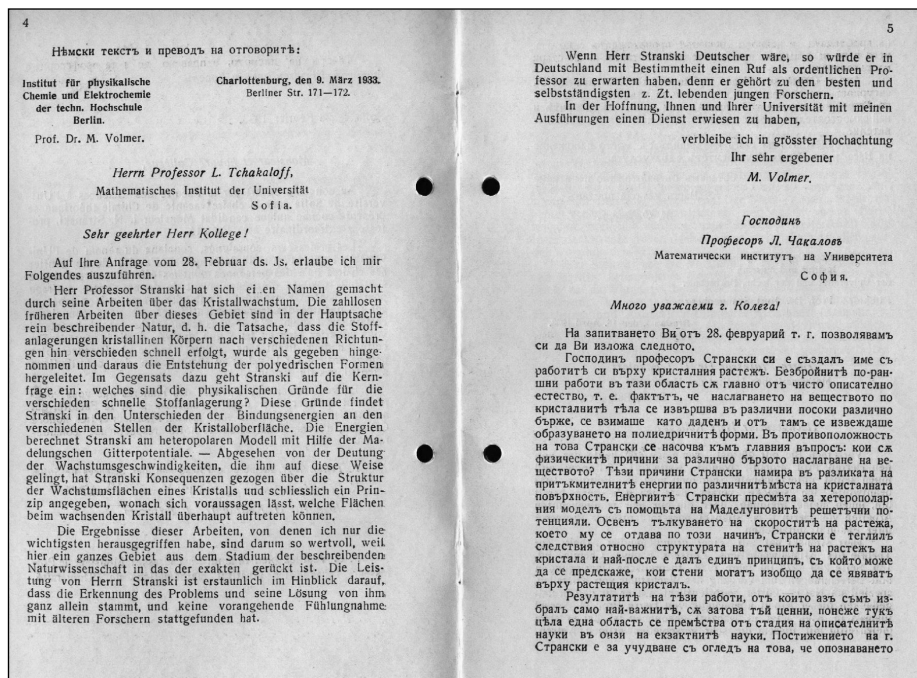 4
Нѣмски текстъ и преводъ на отговоритѣ:
Institut für physikalische
Chemie und Elektrochemie
der techn. Hochschule
Berlin.
Prof. Dr. M. Volmer.
Charlottenburg, den 9. März 1933.
Berliner Str. 171—172.
Herrn Professor L. Tchakaloff,
Mathematisches Institut der Universität
Sofia.
Sehr geehrter Herr Kollege!
Auf Ihre Anfrage vom 28. Februar ds. Js. erlaube ich mir
Folgendes auszuführen.
Herr Professor Stranski hat sich ei en Namen gemacht
durch seine Arbeiten über das Kristallwachstum. Die zahllosen
früheren Arbeiten über dieses Gebiet sind in der Hauptsache
rein beschreibender Natur, d. h. die Tatsache, dass die Stoff-
anlagerungen kristallinen Körpern nach verschiedenen Richtun-
gen hin verschieden schnell erfolgt, wurde als gegeben hinge-
nommen und daraus die Entstehung der polyedrischen Formen
hergeleitet. Im Gegensats dazu geht Stranski auf die Kern-
frage ein: welches sind die physikalischen Gründe für die
verschieden schnelle Stoffanlagerung? Diese Gründe findet
Stranski in den Unterschieden der Bindungsenergien an den
verschiedenen Stellen der Kristalloberfläche. Die Energien
berechnet Stranski am heteropolaren Modell mit Hilfe der Ma-
delungschen Gitterpotentiale. — Abgesehen von der Deutung
der Wachstumsgeschwindigkeiten, die ihm auf diese Weise
gelingt, hat Stranski Konsequenzen gezogen über die Struktur
der Wachstumsflächen eines Kristalls und schliesslich ein Prin-
zip angegeben, wonach sich voraussagen lässt, welche Flächen
beim wachsenden Kristall überhaupt auftreten können.
Die Ergebnisse dieser Arbeiten, von denen ich nur die
wichtigsten herausgegriffen habe, sind darum so wertvoll, weil
hier ein ganzes Gebiet aus dem Stadium der beschreibenden
Naturwissenschaft in das der exakten gerückt ist. Die Leis-
tung von Herrn Stranski ist erstaunlich im Hinblick darauf,
dass die Erkennung des Problems und seine Lösung von ihm
ganz allein stammt, und keine vorangehende Fühlungnahme
mit älteren Forschern stattgefunden hat.
5
Wenn Herr Stranski Deutscher wäre, so würde er in
Deutschland mit Bestimmtheit einen Ruf als ordentlichen Pro-
fessor zu erwarten haben, denn er gehört zu den besten und
selbstständigsten z. Zt. lebenden jungen Forschern.
In der Hoffnung, Ihnen und Ihrer Universität mit meinen
Ausführungen einen Dienst erwiesen zu haben,
verbleibe ich in grösster Hochachtung
Ihr sehr ergebener
M. Volmer.
Господинъ
Професоръ Л. Чакаловъ
Математически институтъ на Университета
София.
Много уважаеми г. Колега!
На запитването Ви отъ 28. февруарий т. г. позволявамъ
си да Ви изложа следното.
Господинъ професоръ Странски си е създалъ име съ
работитѣ си върху кристалния растежъ. Безбройнитѣ по-ран-
шни работи въ тази область сѫ главно отъ чисто описателно
естество, т. е. фактътъ, че наслагването на веществото по
кристалнитѣ тѣла се извършва въ различни посоки различно
бърже, се взимаше като даденъ и отъ тамъ се извеждаше
образуването на полиедричнитѣ форми. Въ противоположность
на това Странски се насочва къмъ главния въпросъ: кои сѫ
физическитѣ причини за различно бързото наслагване на ве-
ществото? Тѣзи причини Странски намира въ разликата на
притѫмкителнитѣ енергии по различнитѣ мѣста на кристалната
повърхность. Енергиитѣ Странски пресмѣта за хетерополар-
ния моделъ съ помощьта на Маделунговитѣ решетъчни по-
тенциали. Освенъ тълкуването на скороститѣ на растежа,
което му се отдава по този начинъ, Странски е теглилъ
следствия относно структурата на стенитѣ на растежъ на
кристала и най-после е далъ единъ принципъ, съ който може
да се предскаже, кои стени могатъ изобщо да се явяватъ
върху растещия кристалъ.
Резултатитѣ на тѣзи работи, отъ които азъ съмъ из-
бралъ само най-важнитѣ, сѫ затова тъй ценни, понеже тукъ
цѣла една область се премѣства отъ стадия на описателнитѣ
науки въ онзи на екзактнитѣ науки. Постижението на г.
Странски е за учудване съ огледъ на това, че опознаването